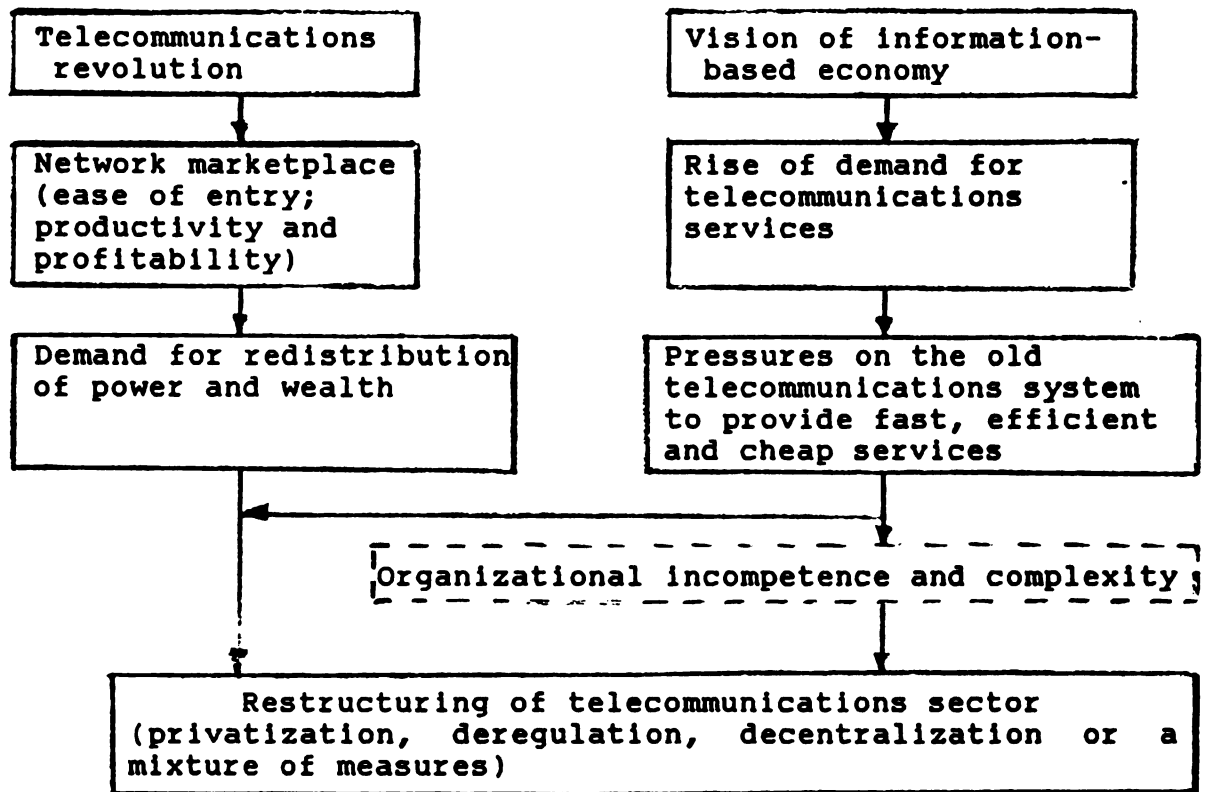 Telecommunications
revolution
Vision of information-
based economy
Network marketplace
(ease of entry;
productivity and
profitability)
Rise of demand for
telecommunications
services
Demand for redistribution
of power and wealth
Pressures on the old
telecommunications system
to provide fast, efficient
and cheap services
Organizational incompetence and complexity
Restructuring of telecommunications sector
(privatization, deregulation, decentralization or a
mixture of measures)